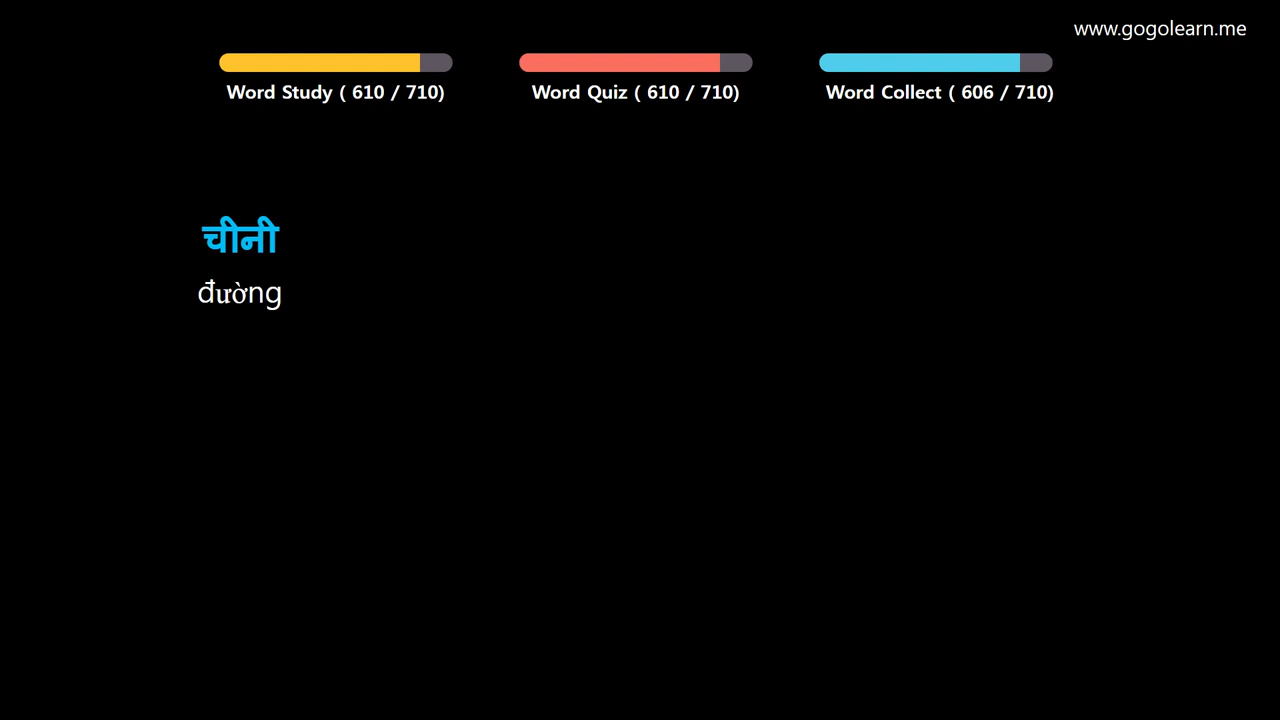 www.gogolearn.me
Word Study ( 610 / 710)
Word Quiz ( 610 / 710)
Word Collect ( 606 / 710)
चीनी
đường